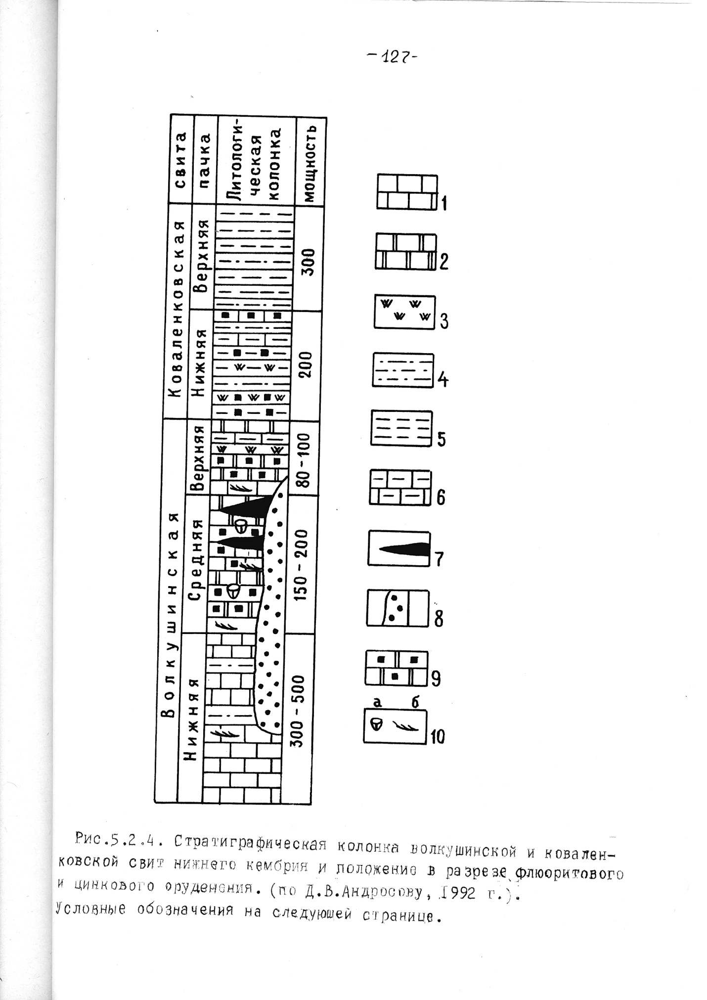 -127-
свита
пачка
Литологи-
ческая
колонка
мощность
Коваленковская
Верхняя
300
Нижняя
200
Волкушинская
Верхняя
80-100
Средняя
150-200
Нижняя
300-500
1
2
3
4
5
6
7
8
9
а б
10
Рис.5.2.4. Стратиграфическая колонка волкушинской и ковален-
ковской свит нижнего кембрия и положение в разрезе флюоритового
и цинкового оруденения. (по Д.В.Андросову, 1992 г.).
Условные обозначения на следующей странице.